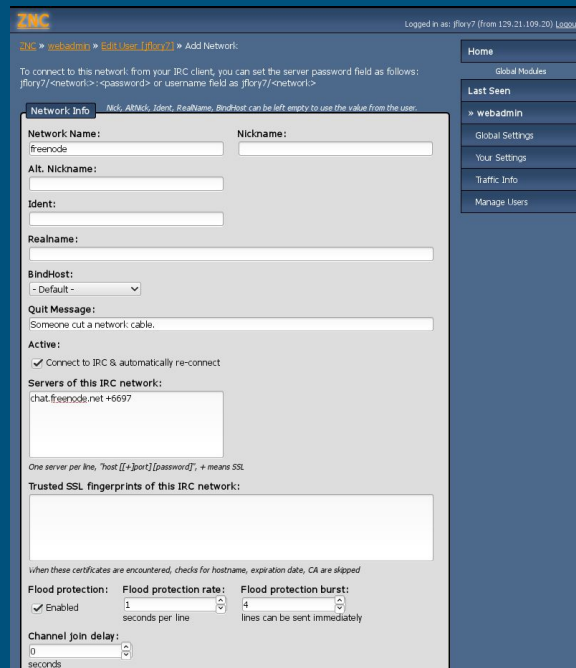 ZNC
Logged in as: jflory7 (from 129.21.109.20) Logou
ZNC » webadmin » Edit User [jflory7] » Add Network
To connect to this network from your IRC client, you can set the server password field as follows:
jflory7/<network>:<password> or username field as jflory7/<network>
Network Info
Nick, AltNick, Ident, RealName, BindHost can be left empty to use the value from the user.
Network Name:
Nickname:
freenode
Alt. Nickname:
Ident:
Realname:
BindHost:
- Default -
Quit Message:
Someone cut a network cable.
Active:
Connect to IRC & automatically re-connect
Servers of this IRC network:
chat.freenode.net +6697
One server per line, "host [[+]port] [password]", + means SSL
Trusted SSL fingerprints of this IRC network:
When these certificates are encountered, checks for hostname, expiration date, CA are skipped
Flood protection:
Flood protection rate:
Flood protection burst:
Enabled
1
4
seconds per line
lines can be sent immediately
Channel join delay:
0
seconds
Home
Global Modules
Last Seen
» webadmin
Global Settings
Your Settings
Traffic Info
Manage Users